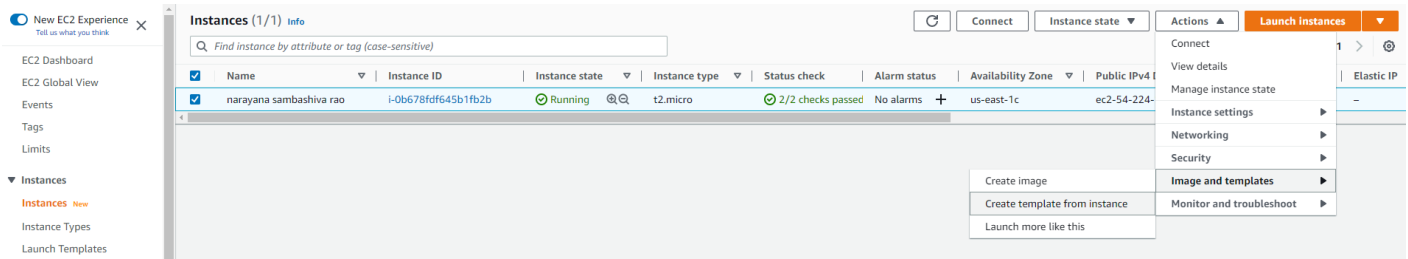 New EC2 Experience
Tell us what you think
EC2 Dashboard
EC2 Global View
Events
Tags
Limits
Instances
Instances New
Instance Types
Launch Templates
Instances (1/1) Info
Connect
Instance state
Actions
Launch instances
Find instance by attribute or tag (case-sensitive)
1
Name
Instance ID
Instance state
Instance type
Status check
Alarm status
Availability Zone
Public IPv4 D
Elastic IP
narayana sambashiva rao
i-0b678fdf645b1fb2b
Running
t2.micro
2/2 checks passed
No alarms +
us-east-1c
ec2-54-224-
–
Connect
View details
Manage instance state
Instance settings
Networking
Security
Image and templates
Monitor and troubleshoot
Create image
Create template from instance
Launch more like this